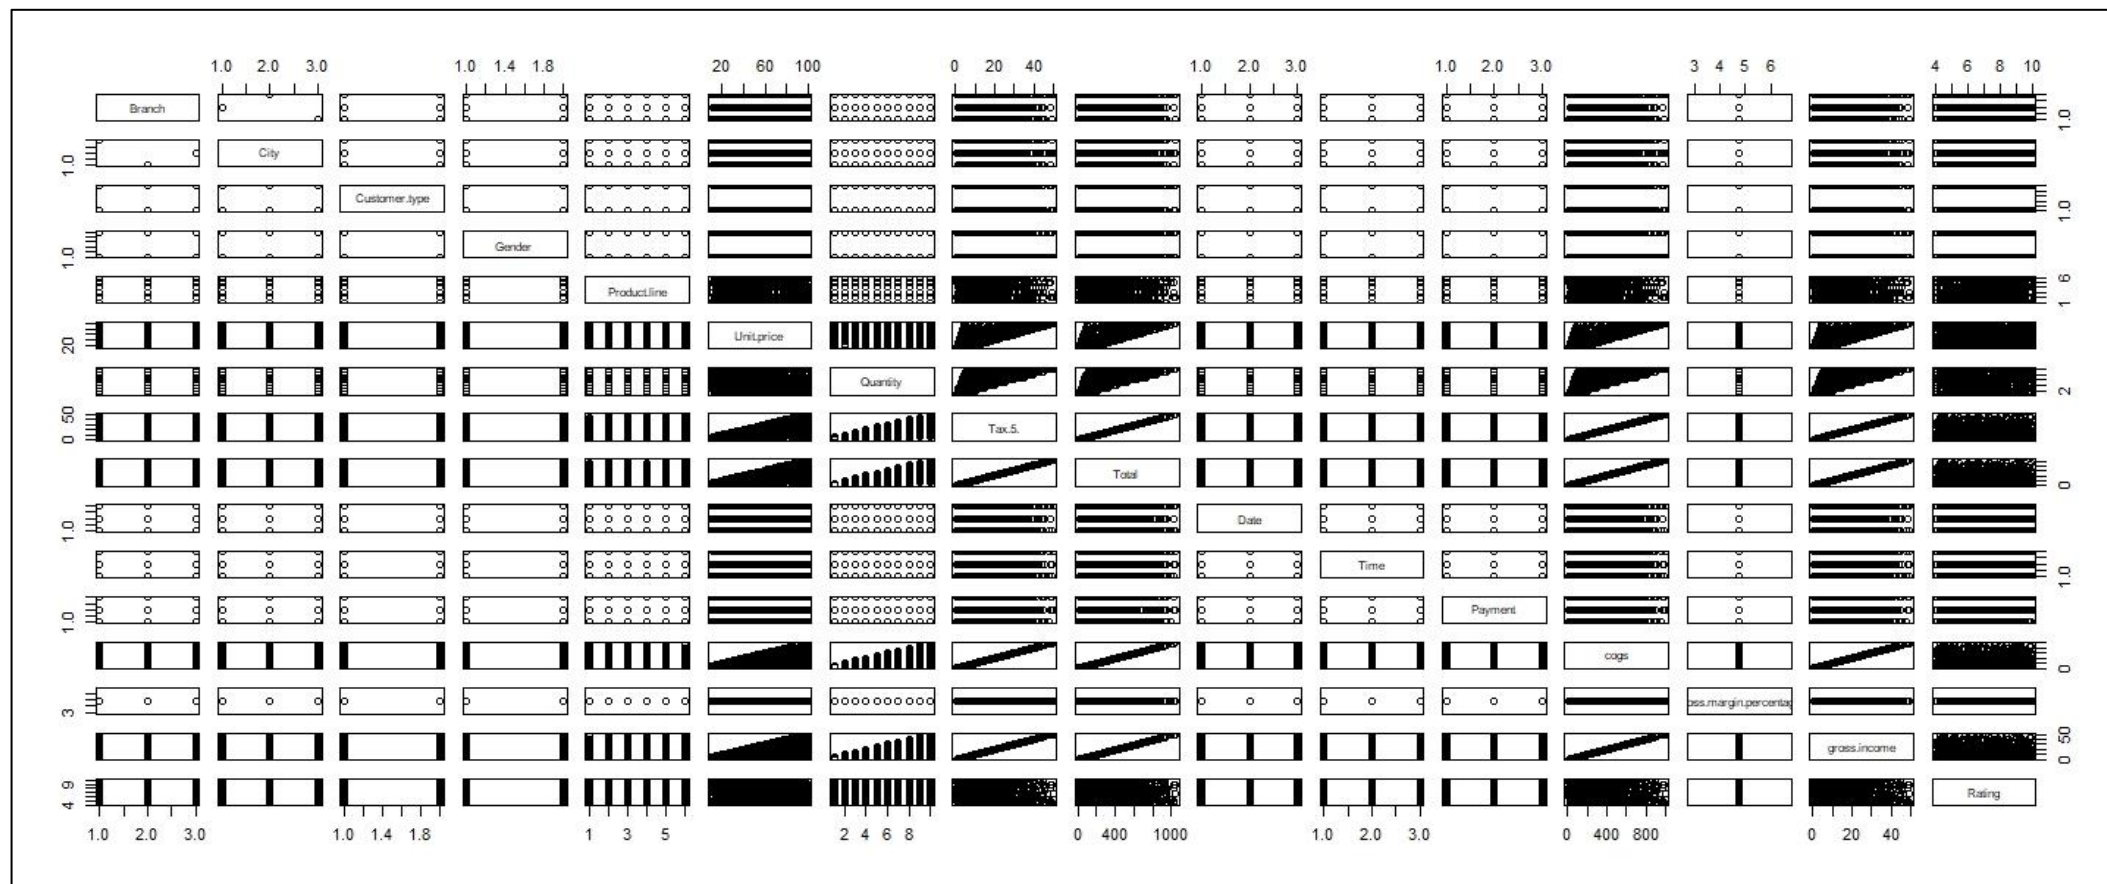 1.0 2.0 3.0 1.0 1.4 1.8 20 60 100 0 20 40 1.0 2.0 3.0 1.0 2.0 3.0 3 4 5 6 4 6 8 10
Branch 1.0
1.0 City
Customer.type 1.0
1.0 Gender
Product.line 1 6
20 Unit.price
Quantity 2
0 50 Tax.5.
Total 0
1.0 Date
Time 1.0
1.0 Payment
cogs 0
3 oss.margin.percentag
gross.income 0 50
4 9 Rating
1.0 2.0 3.0 1.0 1.4 1.8 1 3 5 2 4 6 8 0 400 1000 1.0 2.0 3.0 0 400 800 0 20 40